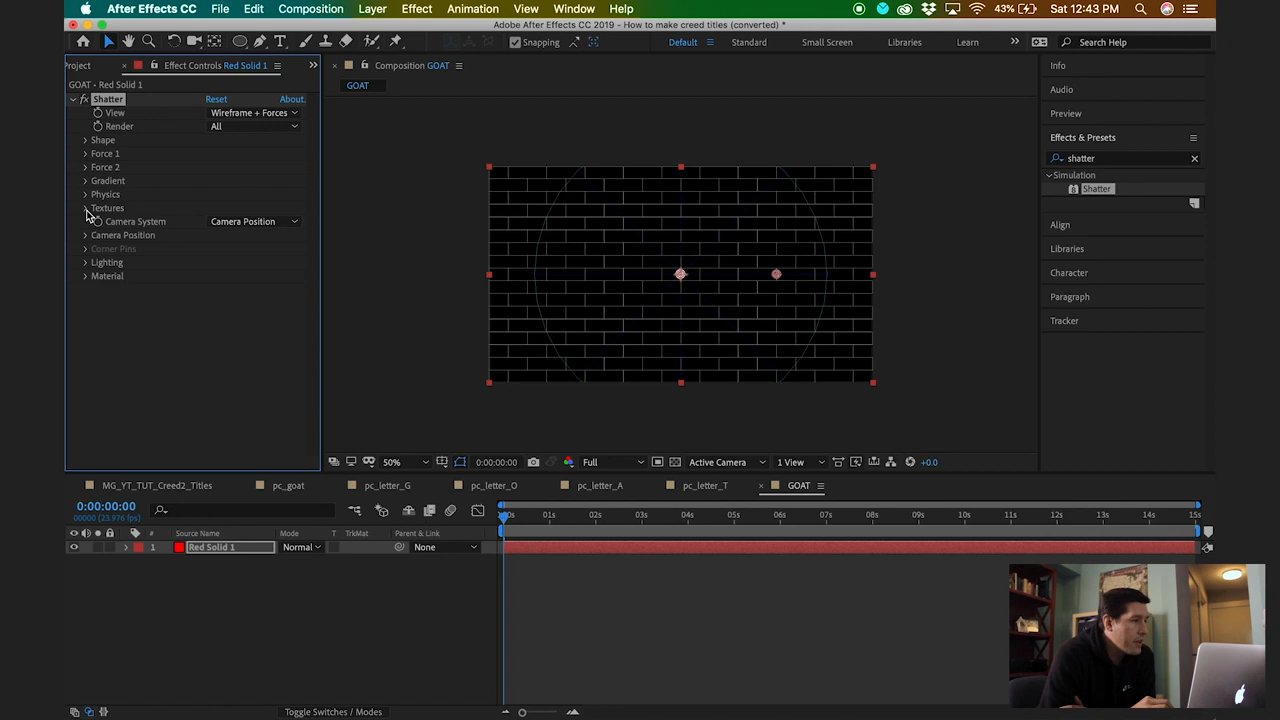 After Effects CC File Edit Composition Layer Effect Animation View Window Help 43% Sun 12:43 PM
Adobe After Effects CC 2019 - How to make creed titles (converted) *
Snapping Default Standard Small Screen Libraries Learn Search Help
Project Effect Controls Red Solid 1 Composition GOAT Info
GOAT • Red Solid 1 GOAT
Audio
fx Shatter Reset About.
View Wireframe + Forces Preview
Render All
Shape Effects & Presets
Force 1 shatter
Force 2
Gradient Simulation
Shatter
Physics
Textures
Camera System Camera Position Align
Camera Position
Corner Pins Libraries
Lighting
Material Character
Paragraph
Tracker
50% 0:00:00:00 Full Active Camera 1 View +0.0
MG_YT_TUT_Creed2_Titles pc_goat pc_letter_G pc_letter_O pc_letter_A pc_letter_T GOAT
0:00:00:00
00000 (23.976 fps)
01s 02s 03s 04s 05s 06s 07s 08s 09s 10s 11s 12s 13s 14s 15s
# Source Name Mode T TrkMat Parent & Link
1 Red Solid 1 Normal None
Toggle Switches / Modes